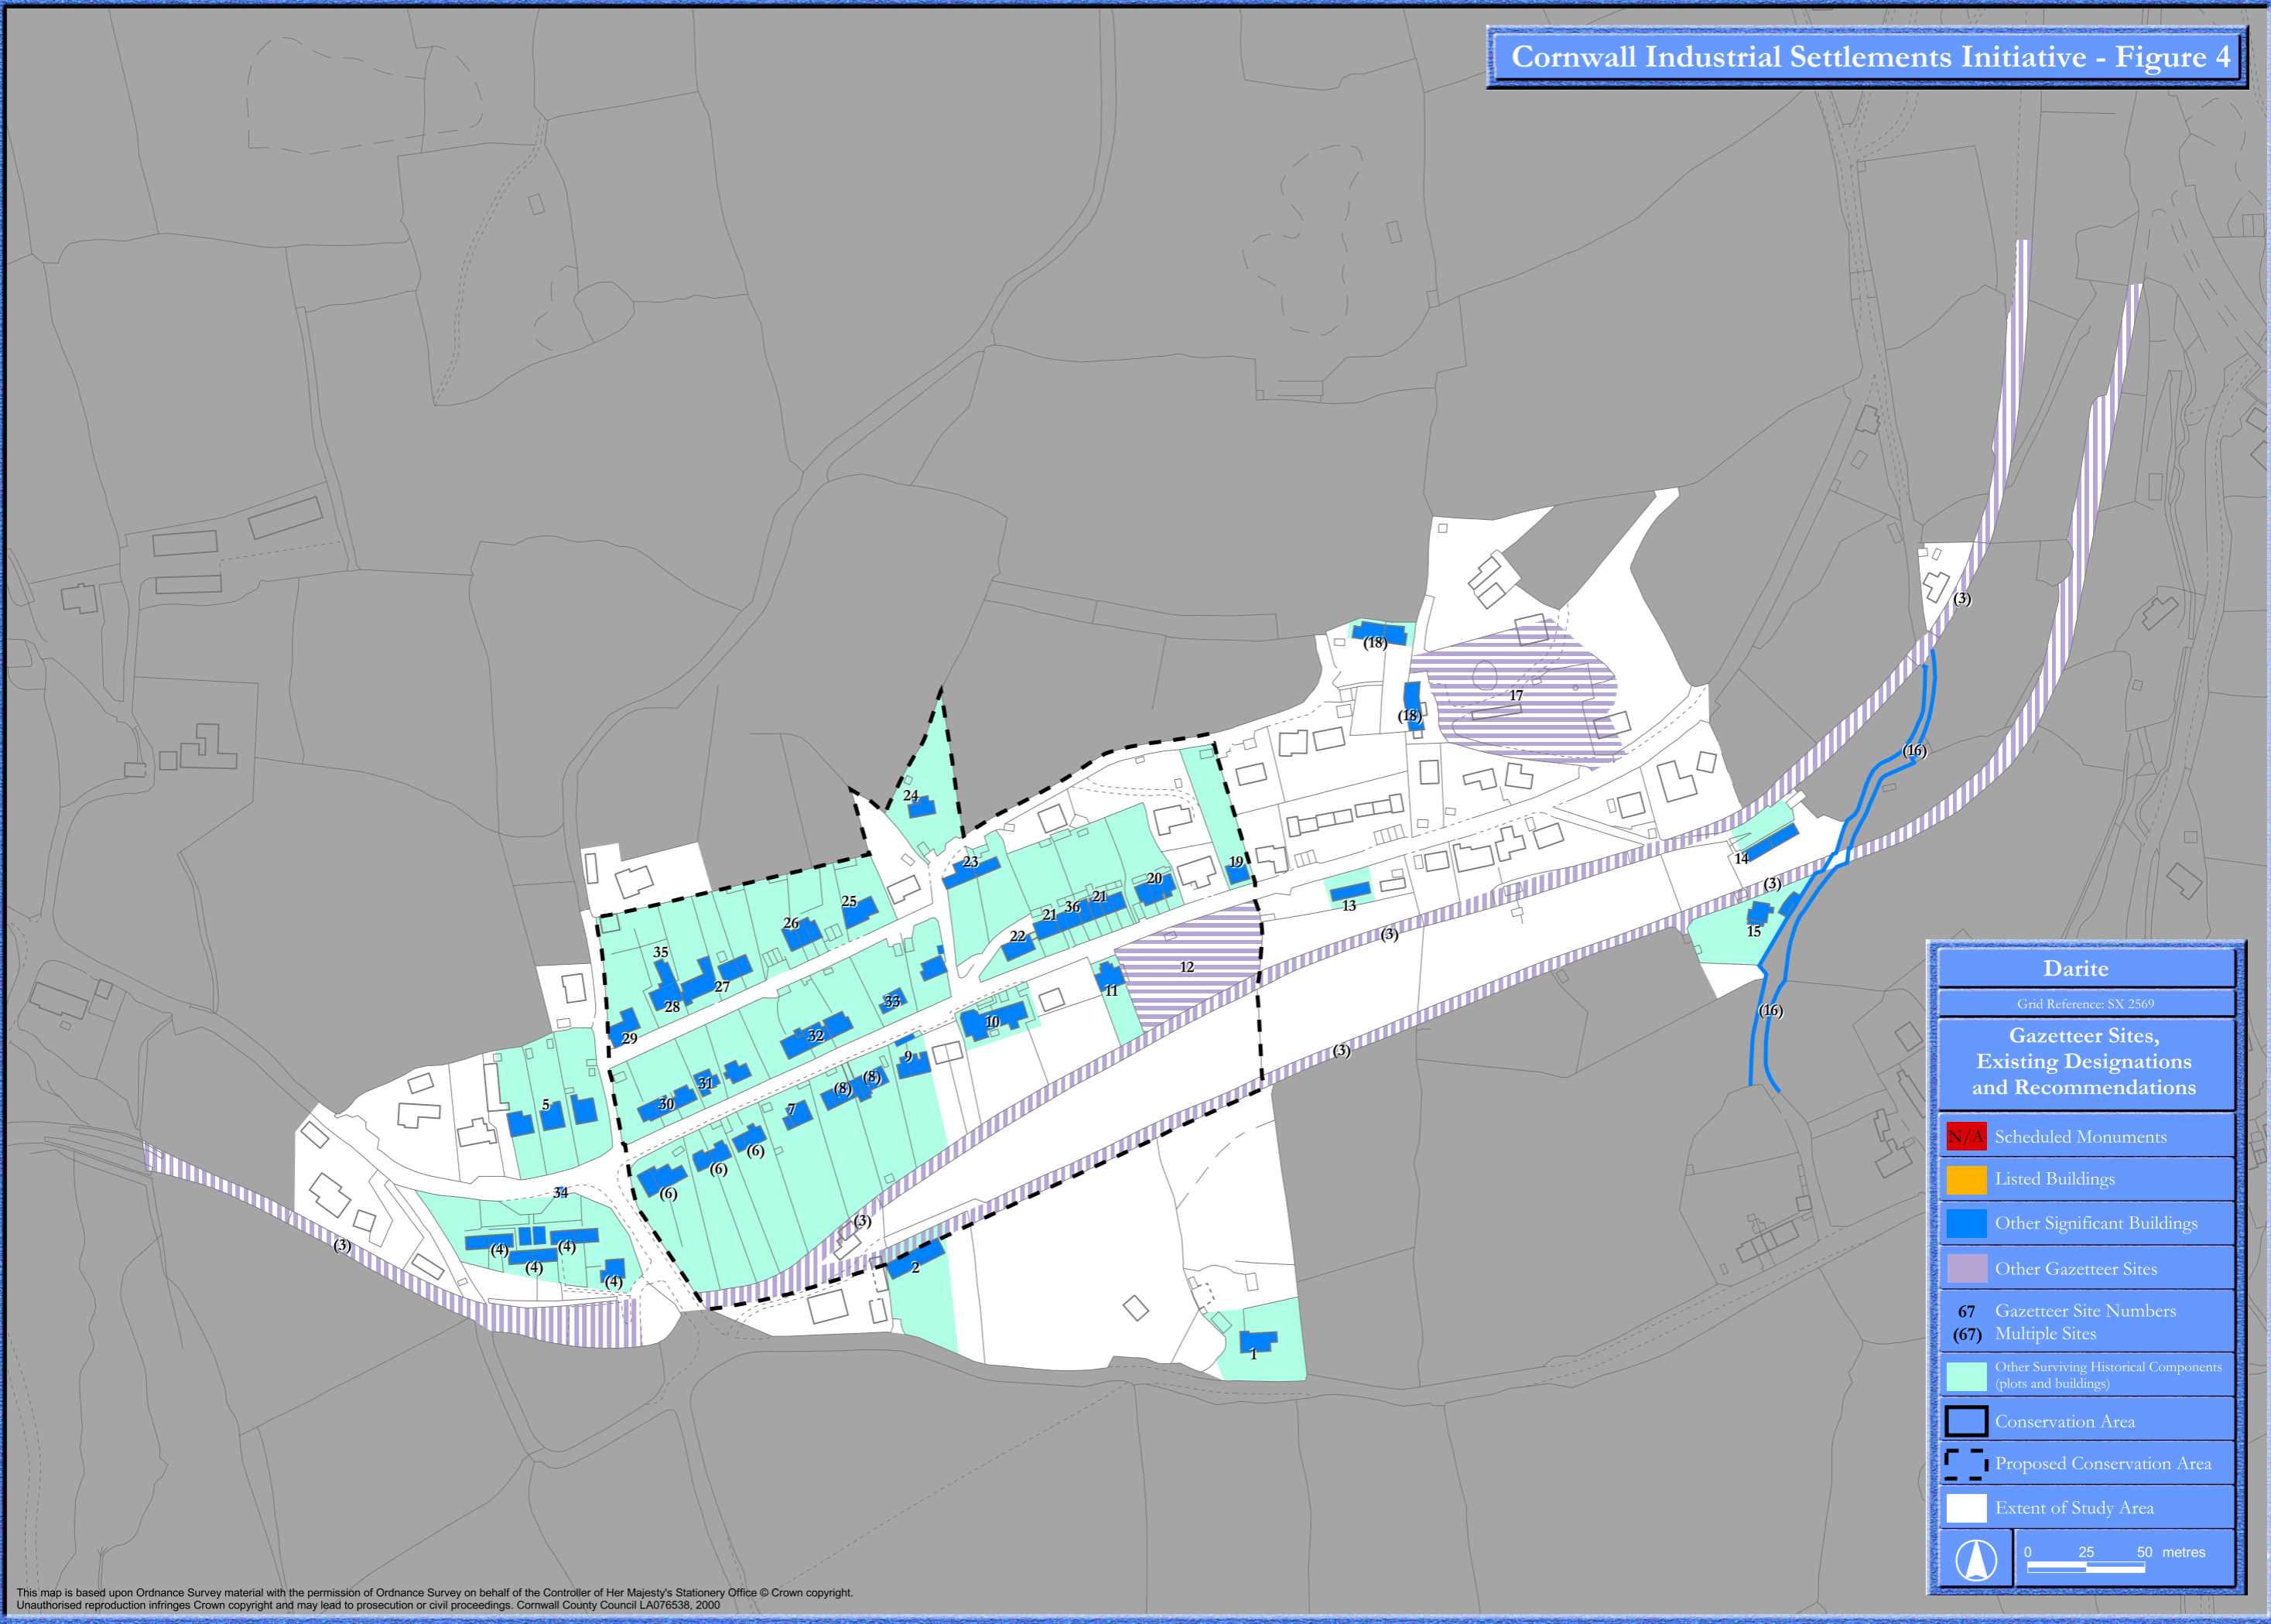 Cornwall Industrial Settlements Initiative - Figure 4
(18)
(3)
17
(18)
(16)
24
23
14
19
20
(3)
25
21
36
21
13
26
22
15
(3)
35
12
27
11
33
28
10
(16)
32
29
(3)
9
31
(8)
(8)
30
5
7
(6)
(6)
34
(6)
(3)
(3)
(4)
(4)
(4)
2
(4)
1
Darite
Grid Reference: SX 2569
Gazetteer Sites,
Existing Designations
and Recommendations
N/A Scheduled Monuments
Listed Buildings
Other Significant Buildings
Other Gazetteer Sites
67 Gazetteer Site Numbers
(67) Multiple Sites
Other Surviving Historical Components
(plots and buildings)
Conservation Area
Proposed Conservation Area
Extent of Study Area
0 25 50 metres
This map is based upon Ordnance Survey material with the permission of Ordnance Survey on behalf of the Controller of Her Majesty's Stationery Office © Crown copyright.
Unauthorised reproduction infringes Crown copyright and may lead to prosecution or civil proceedings. Cornwall County Council LA076538, 2000